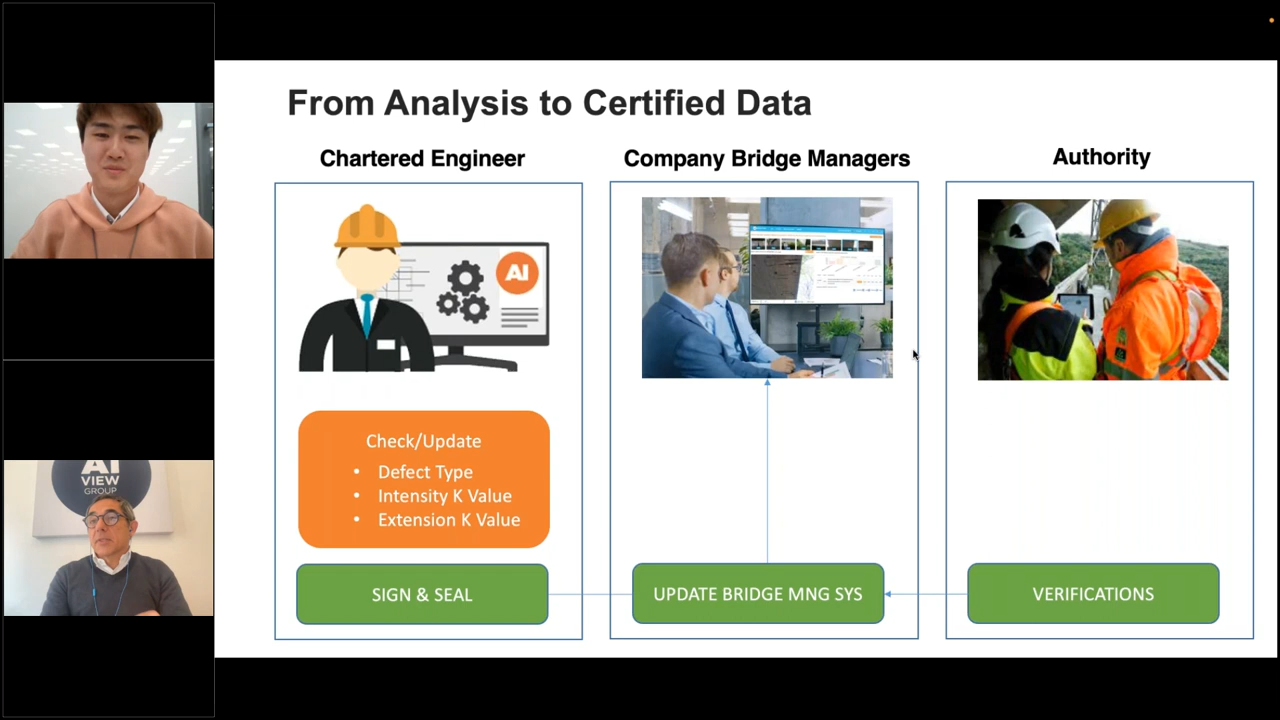 From Analysis to Certified Data
Chartered Engineer
AI
Check/Update
• Defect Type
• Intensity K Value
• Extension K Value
SIGN & SEAL
Company Bridge Managers
UPDATE BRIDGE MNG SYS
Authority
VERIFICATIONS
AI
VIEW
GROUP